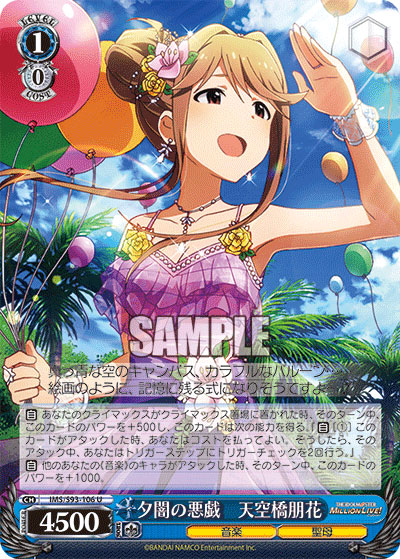 LEVEL
1
0
COST
SAMPLE
真っ青な空のキャンバス、カラフルなバルーン……
絵画のように、記憶に残る式になりそうですよ
【自】 あなたのクライマックスがクライマックス置場に置かれた時、そのターン中、
このカードのパワーを+500し、このカードは次の能力を得る。『【自】［(1)］ こ
のカードがアタックした時、あなたはコストを払ってよい。そうしたら、その
アタック中、あなたはトリガーステップにトリガーチェックを2回行う。』
【自】 他のあなたの《音楽》のキャラがアタックした時、そのターン中、このカードの
パワーを+1000。
CH IMS/S93-106 U
4500
夕闇の悪戯 天空橋朋花
THE IDOLM@STER
MILLION LIVE!
音楽 聖母
©BANDAI NAMCO Entertainment Inc.